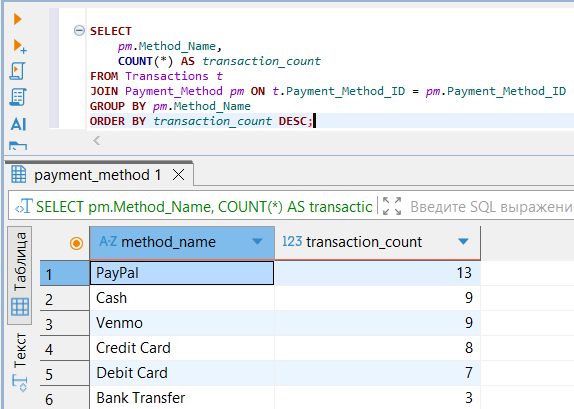 SELECT
pm.Method_Name,
COUNT(*) AS transaction_count
FROM Transactions t
JOIN Payment_Method pm ON t.Payment_Method_ID = pm.Payment_Method_ID
GROUP BY pm.Method_Name
ORDER BY transaction_count DESC;
AI
payment_method 1
SELECT pm.Method_Name, COUNT(*) AS transactic
Введите SQL выражение
Таблица
Текст
A-Z method_name
123 transaction_count
1 PayPal 13
2 Cash 9
3 Venmo 9
4 Credit Card 8
5 Debit Card 7
6 Bank Transfer 3